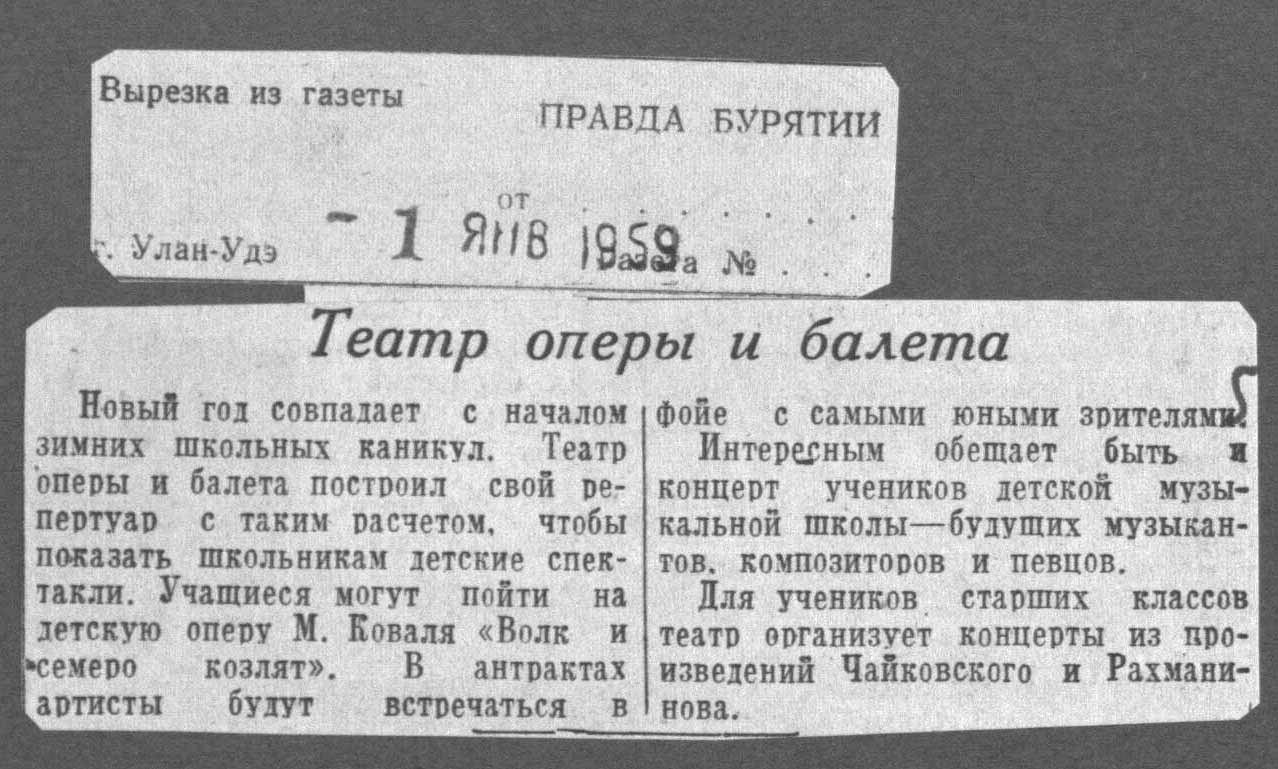 Вырезка из газеты
ПРАВДА БУРЯТИИ
от . . . . . . .
-1 ЯНВ 1959
г. Улан-Удэ
Газета № . . .
Театр оперы и балета
Новый год совпадает с началом
зимних школьных каникул. Театр
оперы и балета построил свой ре-
пертуар с таким расчетом, чтобы
показать школьникам детские спек-
такли. Учащиеся могут пойти на
детскую оперу М. Коваля «Волк и
семеро козлят». В антрактах
артисты будут встречаться в
фойе с самыми юными зрителями.
Интересным обещает быть и
концерт учеников детской музы-
кальной школы—будущих музыкан-
тов, композиторов и певцов.
Для учеников старших классов
театр организует концерты из про-
изведений Чайковского и Рахмани-
нова.